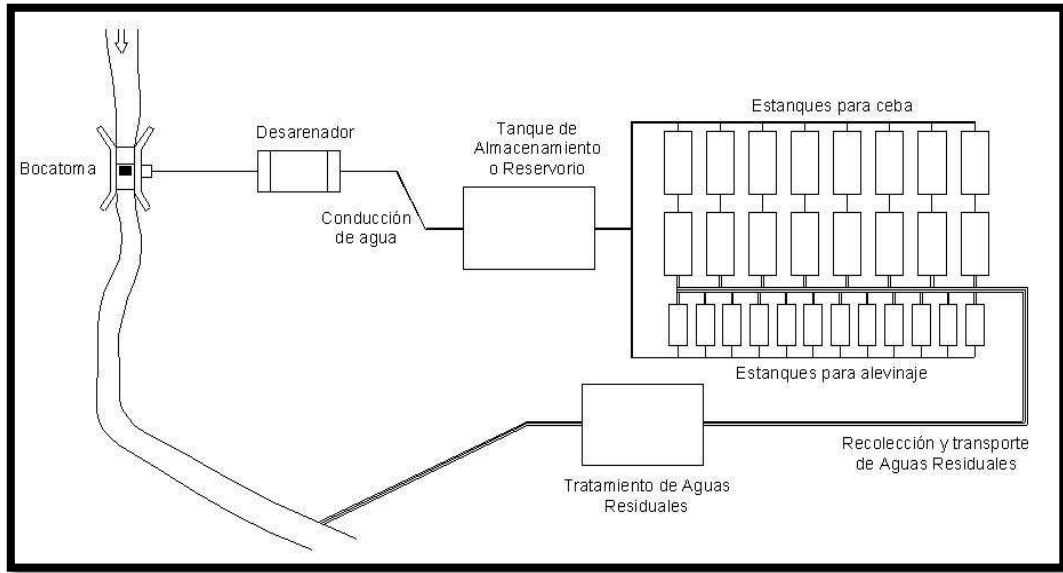 Bocatoma
Desarenador
Conducción
de agua
Tanque de
Almacenamiento
o Reservorio
Estanques para ceba
Estanques para alevinaje
Recolección y transporte
de Aguas Residuales
Tratamiento de Aguas
Residuales